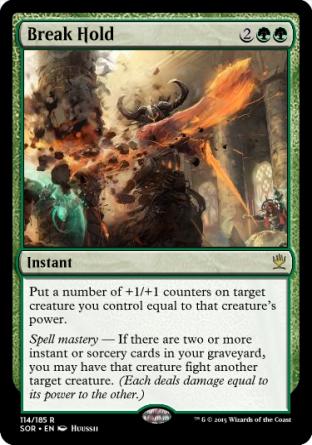 Break Hold 2
Instant
Put a number of +1/+1 counters on target
creature you control equal to that creature's
power.
Spell mastery — If there are two or more
instant or sorcery cards in your graveyard,
you may have that creature fight another
target creature. (Each deals damage equal to
its power to the other.)
114/185 R
SOR • EN HUUSSII
™ & © 2015 Wizards of the Coast